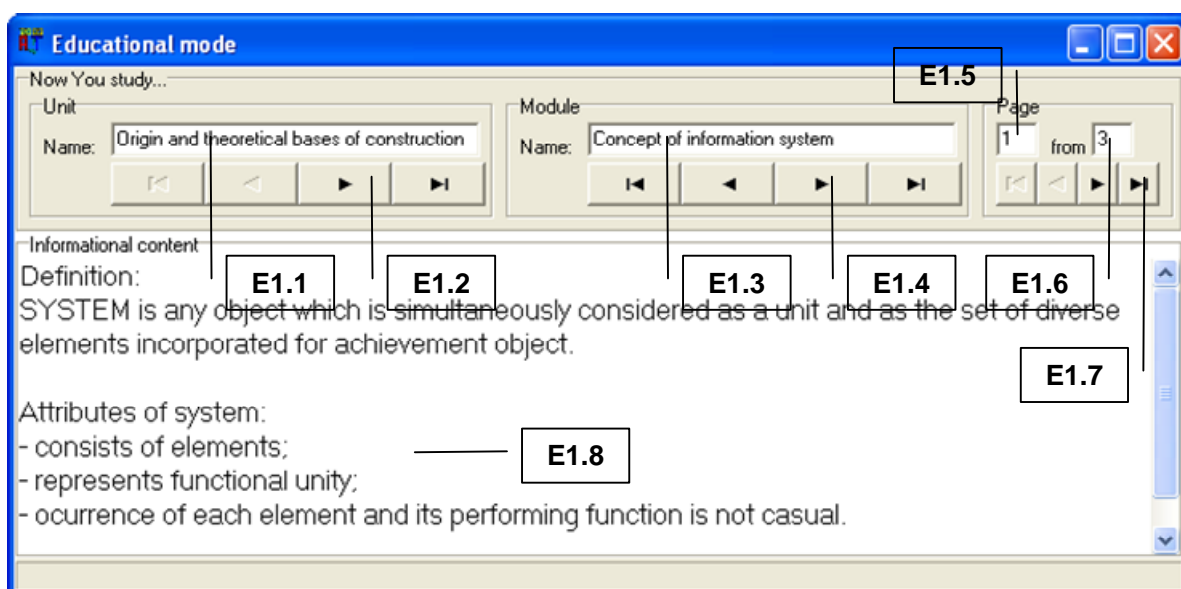 Educational mode
Now You study...
E1.5
Unit
Module
Page
Name: Origin and theoretical bases of construction
Name: Concept of information system
1 from 3
Informational content
E1.1 E1.2 E1.3 E1.4 E1.6
Definition:
SYSTEM is any object which is simultaneously considered as a unit and as the set of diverse
elements incorporated for achievement object.
E1.7
Attributes of system:
- consists of elements;
E1.8
- represents functional unity;
- ocurrence of each element and its performing function is not casual.